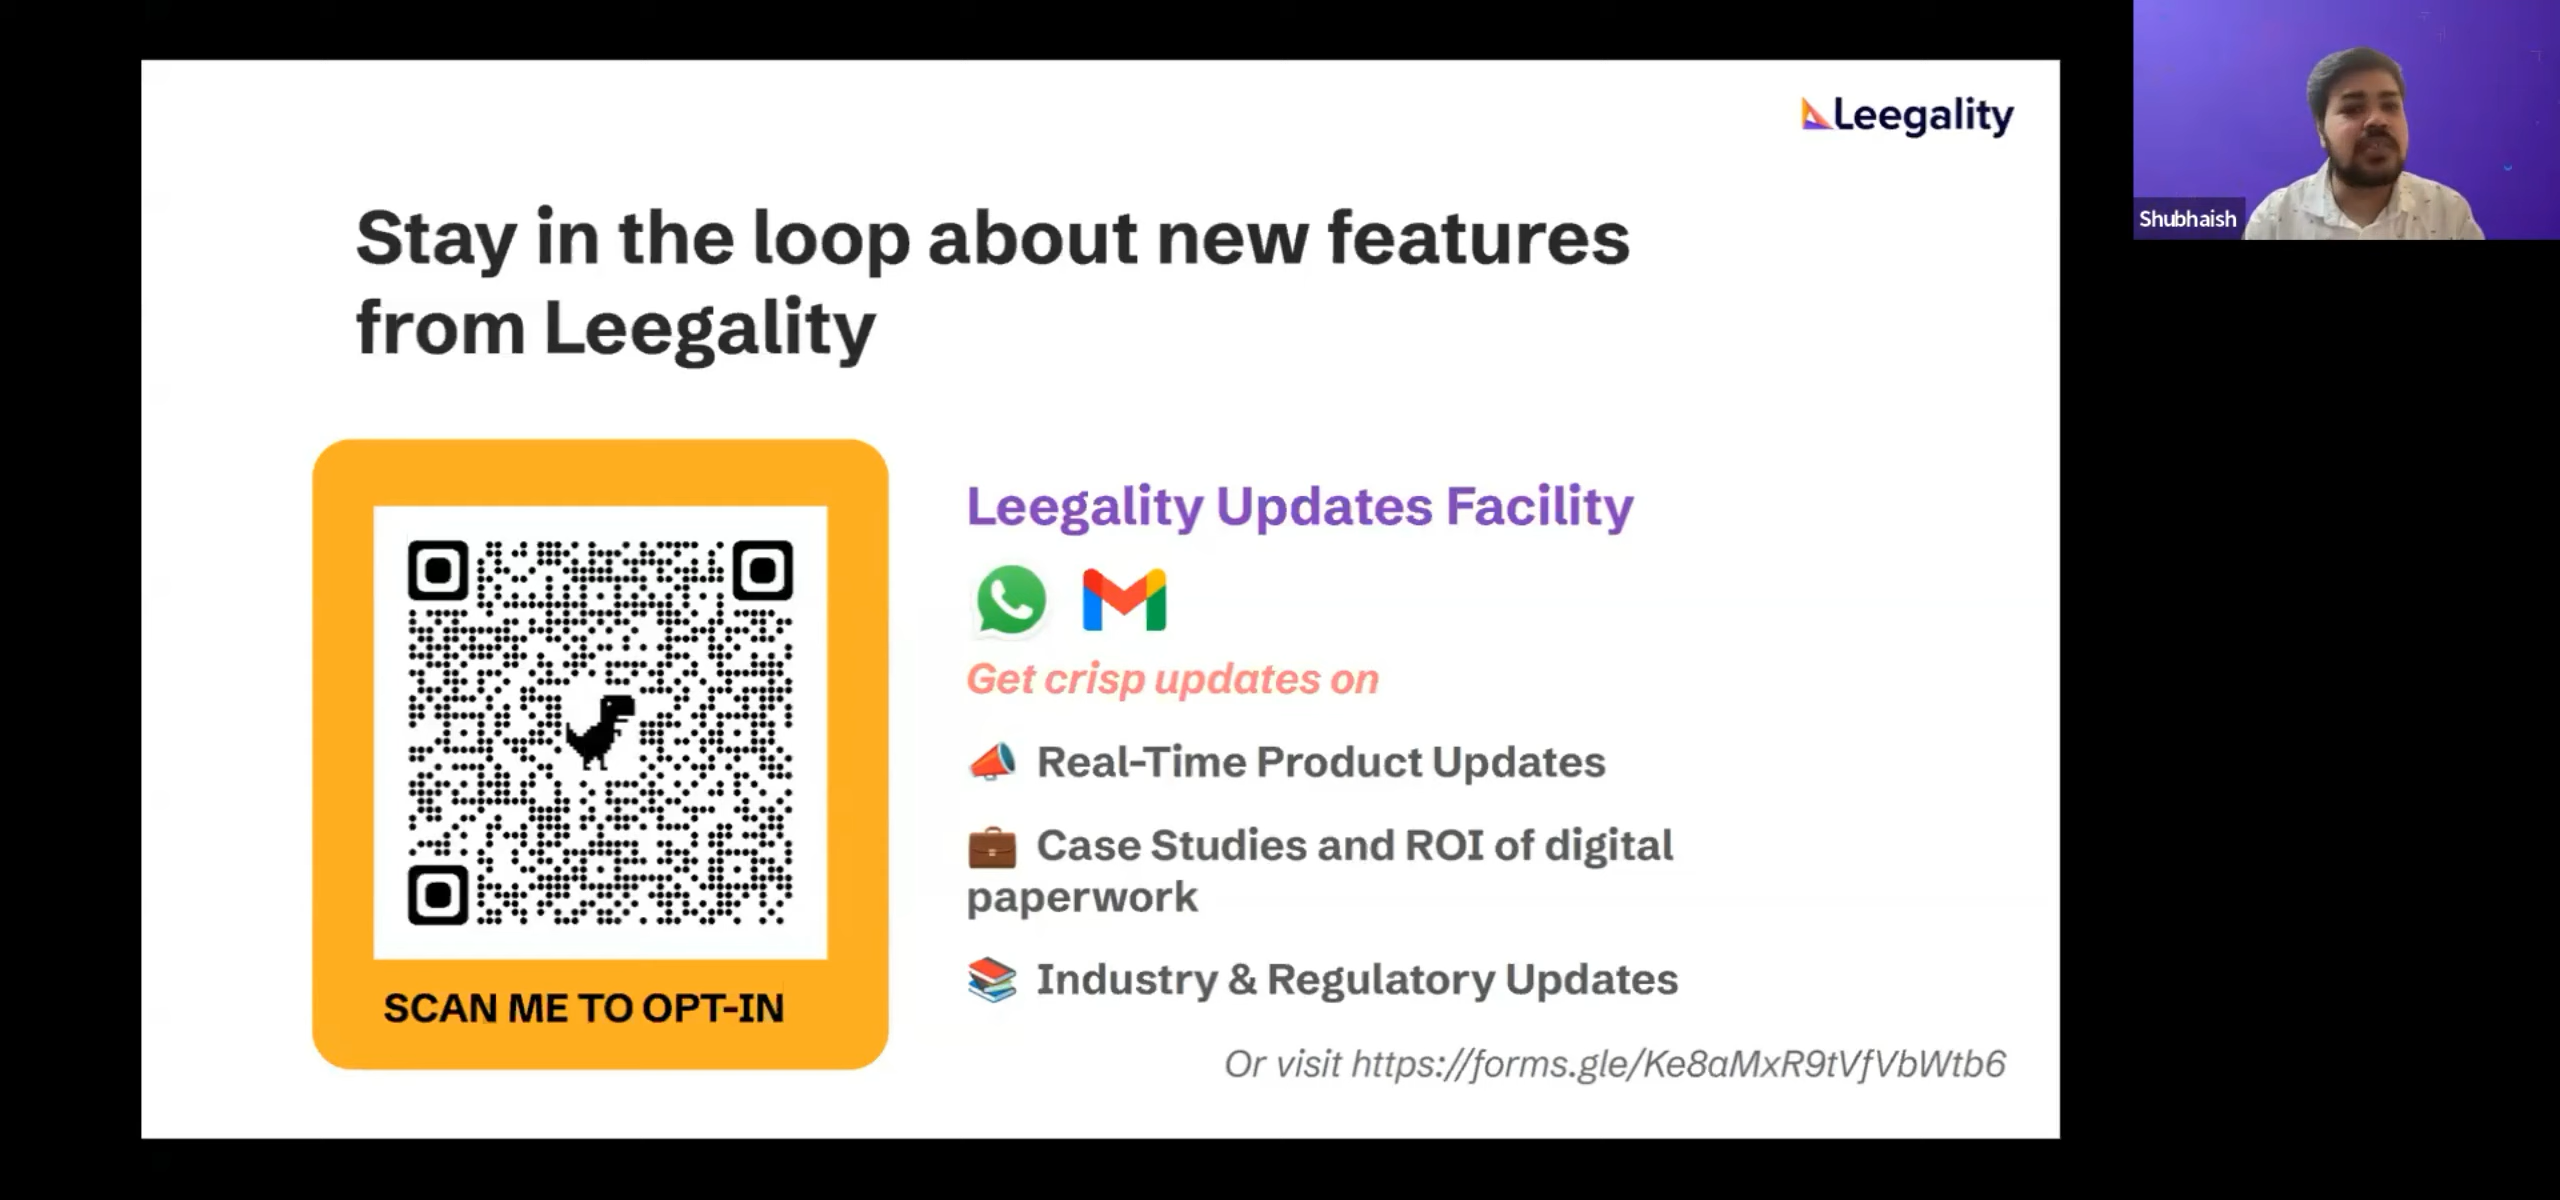 Leegality
Shubhaish
Stay in the loop about new features
from Leegality
Leegality Updates Facility
Get crisp updates on
Real-Time Product Updates
Case Studies and ROI of digital
paperwork
Industry & Regulatory Updates
SCAN ME TO OPT-IN
Or visit https://forms.gle/Ke8aMxR9tVfVbWtb6